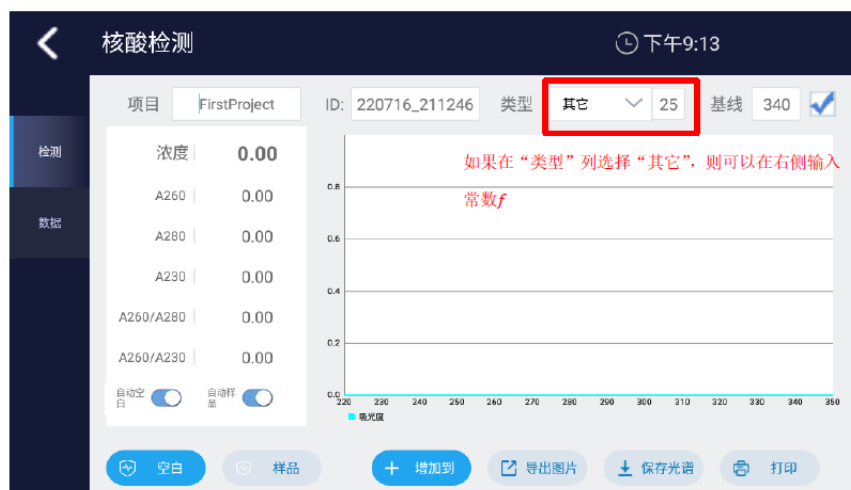 核酸检测
下午9:13
项目 FirstProject ID: 220716_211246 类型 其它 25 基线 340
检测
数据
浓度 0.00
A260 0.00
A280 0.00
A230 0.00
A260/A280 0.00
A260/A230 0.00
自动空白 自动样品
如果在“类型”列选择“其它”，则可以在右侧输入
常数f
0.8
0.6
0.4
0.2
0.0
220 230 240 250 260 270 280 290 300 310 320 330 340 350
吸光度
空白 样品 增加到 导出图片 保存光谱 打印